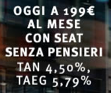 OGGI A 199€
AL MESE
CON SEAT
SENZA PENSIERI
TAN 4,50%,
TAEG 5,79%